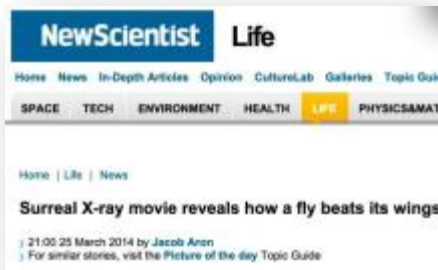 NewScientist Life
Home News In-Depth Articles Opinion CultureLab Galleries Topic Gui
SPACE TECH ENVIRONMENT HEALTH LIFE PHYSICS&MAT
Home | Life | News
Surreal X-ray movie reveals how a fly beats its wings
21:00 25 March 2014 by Jacob Aron
For similar stories, visit the Picture of the day Topic Guide